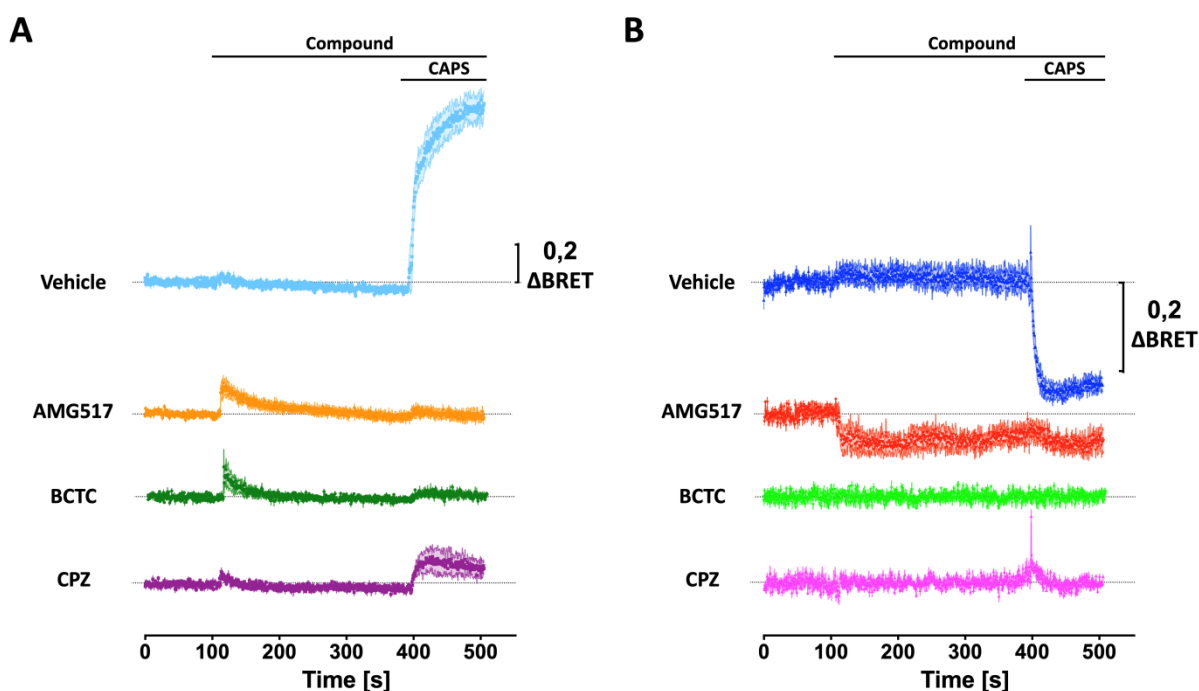 A
Compound
CAPS
0,2
ΔBRET
Vehicle
AMG517
BCTC
CPZ
0 100 200 300 400 500
Time [s]
B
Compound
CAPS
Vehicle
0,2
ΔBRET
AMG517
BCTC
CPZ
0 100 200 300 400 500
Time [s]